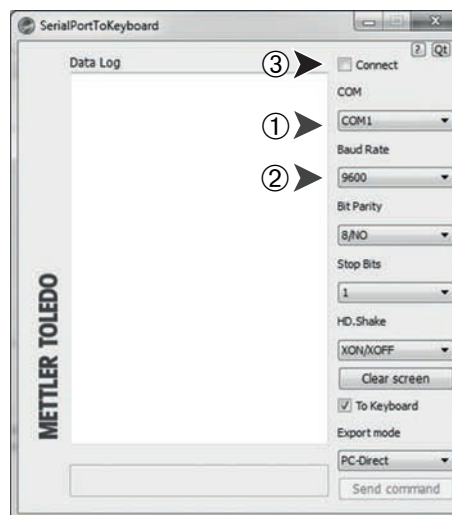 SerialPortToKeyboard
? Qt
Data Log
③ Connect
COM
① COM1
Baud Rate
② 9600
Bit Parity
8/NO
Stop Bits
1
HD.Shake
XON/XOFF
Clear screen
To Keyboard
Export mode
PC-Direct
Send command
METTLER TOLEDO